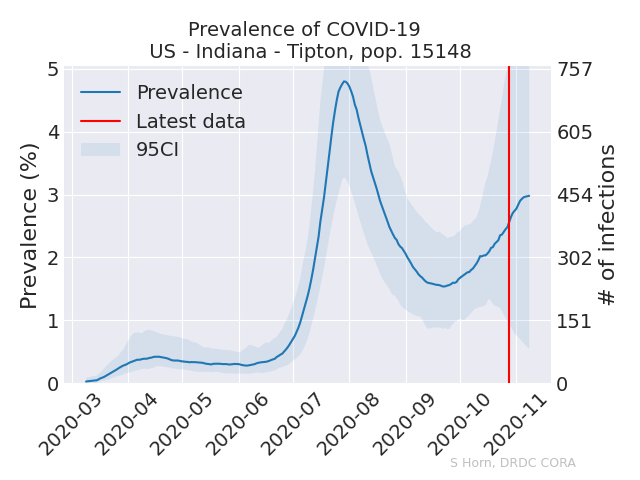 Prevalence of COVID-19
US - Indiana - Tipton, pop. 15148
Prevalence
Latest data
95CI
Prevalence (%)
5
4
3
2
1
0
757
605
454
302
151
0
# of infections
2020-03
2020-04
2020-05
2020-06
2020-07
2020-08
2020-09
2020-10
2020-11
S Horn, DRDC CORA